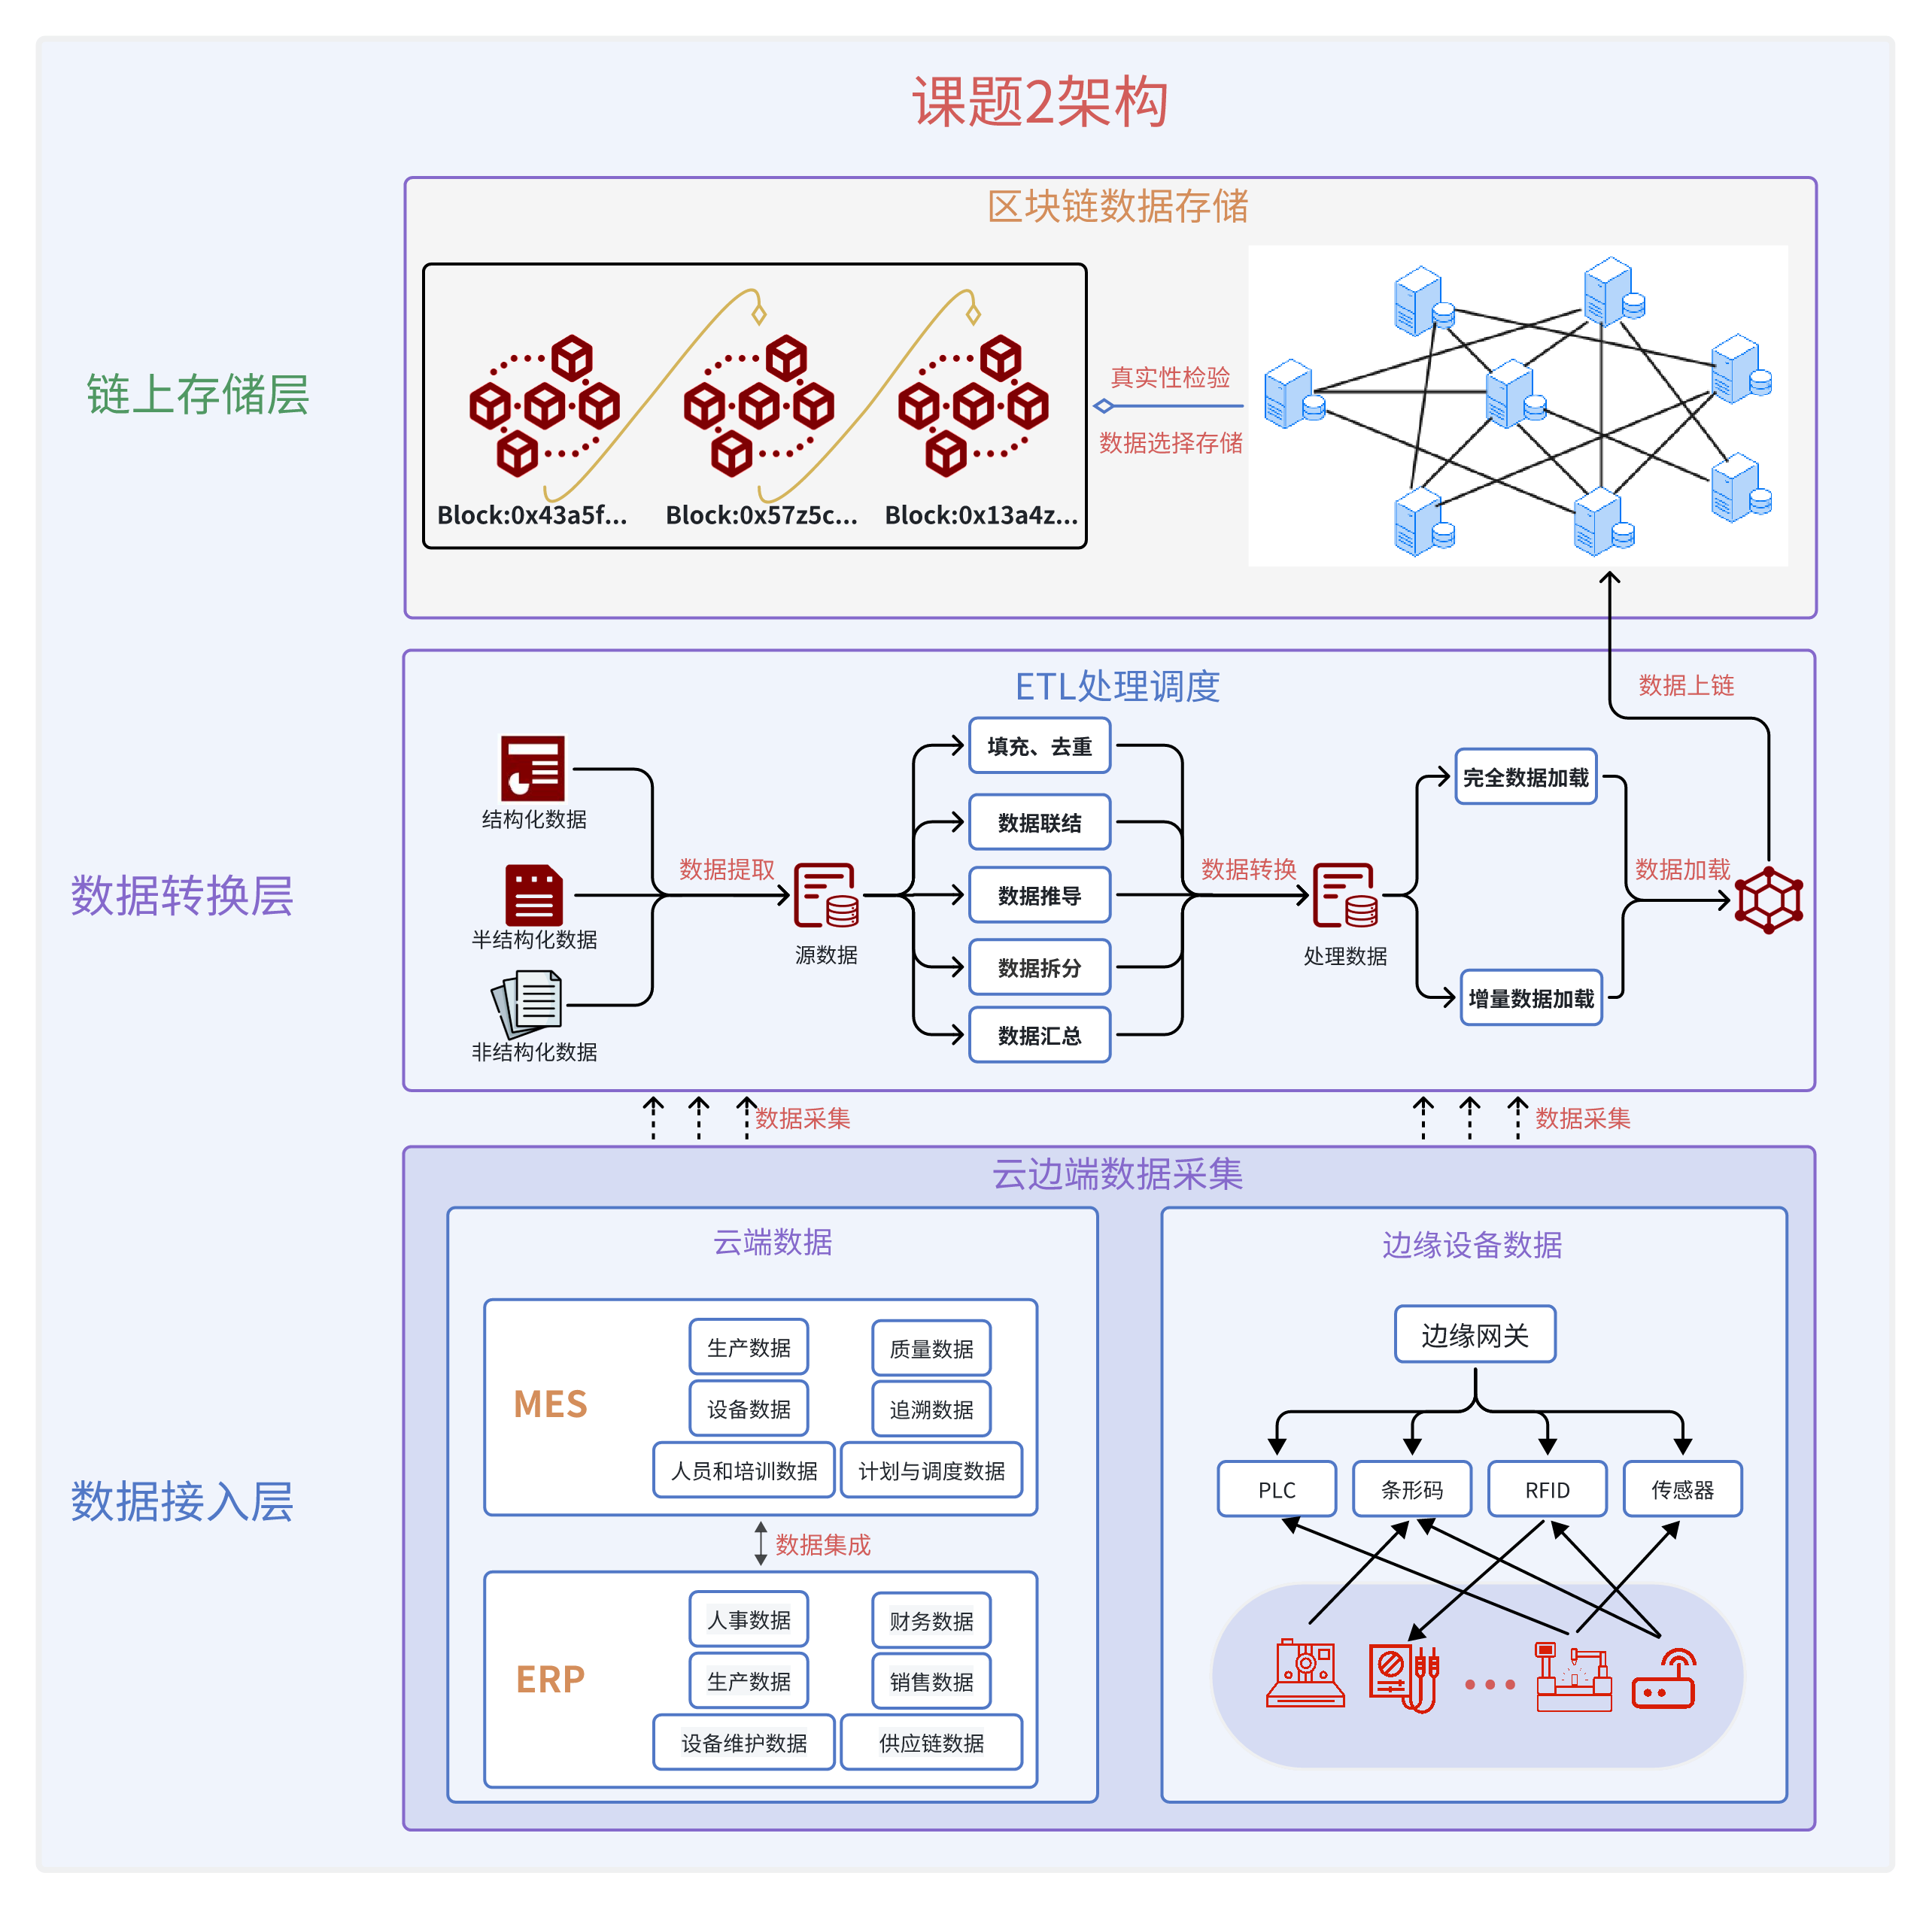 课题2架构
区块链数据存储
链上存储层
真实性检验
数据选择存储
Block:0x43a5f...
Block:0x57z5c...
Block:0x13a4z...
ETL处理调度
数据上链
数据转换层
结构化数据
半结构化数据
非结构化数据
数据提取
源数据
填充、去重
数据联结
数据推导
数据拆分
数据汇总
数据转换
处理数据
完全数据加载
增量数据加载
数据加载
数据采集
数据采集
云边端数据采集
数据接入层
云端数据
MES
生产数据
质量数据
设备数据
追溯数据
人员和培训数据
计划与调度数据
数据集成
ERP
人事数据
财务数据
生产数据
销售数据
设备维护数据
供应链数据
边缘设备数据
边缘网关
PLC
条形码
RFID
传感器